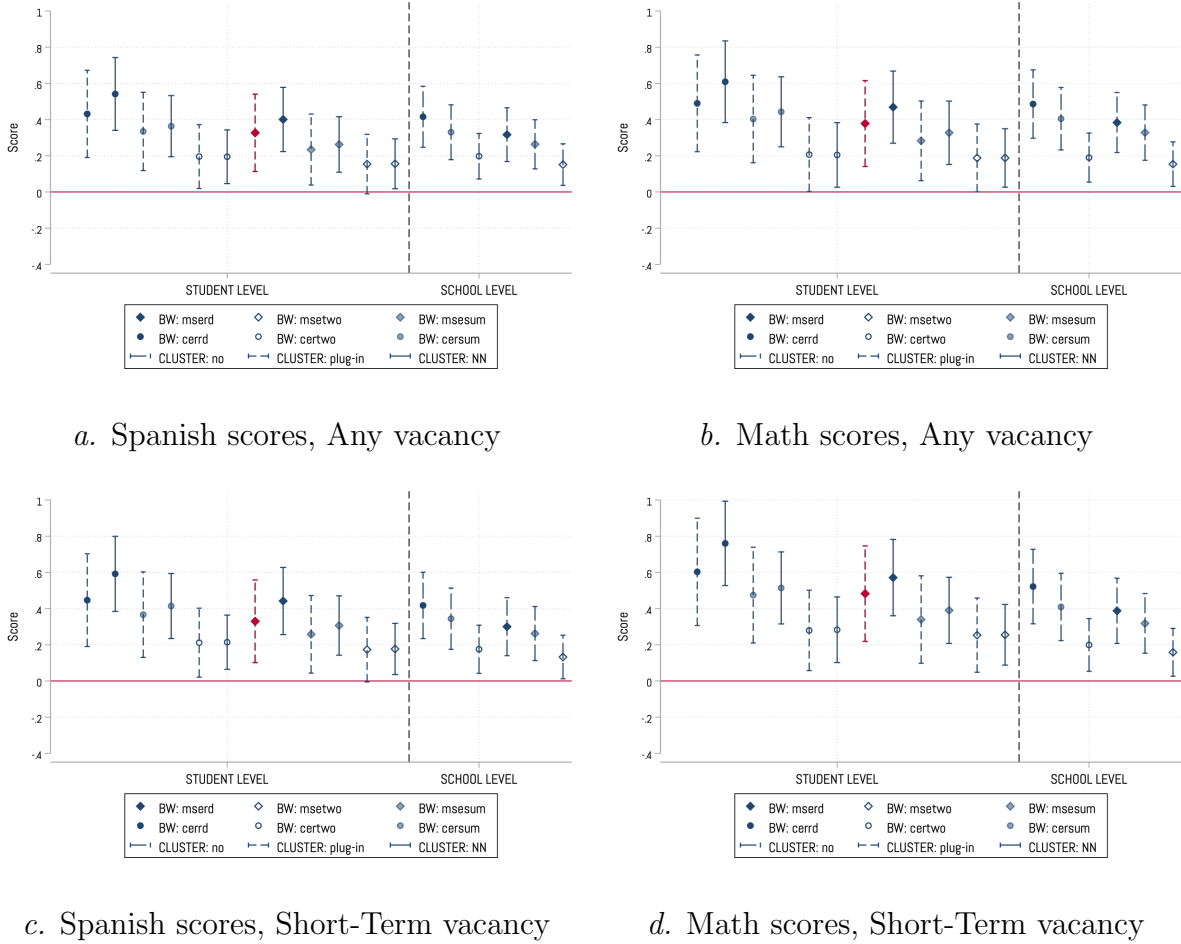 1
.8
.6
.4
.2
0
-.2
-.4
Score
STUDENT LEVEL SCHOOL LEVEL
BW: mserd BW: msetwo BW: msesum
BW: cerrd BW: certwo BW: cersum
CLUSTER: no CLUSTER: plug-in CLUSTER: NN
a. Spanish scores, Any vacancy
1
.8
.6
.4
.2
0
-.2
-.4
Score
STUDENT LEVEL SCHOOL LEVEL
BW: mserd BW: msetwo BW: msesum
BW: cerrd BW: certwo BW: cersum
CLUSTER: no CLUSTER: plug-in CLUSTER: NN
b. Math scores, Any vacancy
1
.8
.6
.4
.2
0
-.2
-.4
Score
STUDENT LEVEL SCHOOL LEVEL
BW: mserd BW: msetwo BW: msesum
BW: cerrd BW: certwo BW: cersum
CLUSTER: no CLUSTER: plug-in CLUSTER: NN
c. Spanish scores, Short-Term vacancy
1
.8
.6
.4
.2
0
-.2
-.4
Score
STUDENT LEVEL SCHOOL LEVEL
BW: mserd BW: msetwo BW: msesum
BW: cerrd BW: certwo BW: cersum
CLUSTER: no CLUSTER: plug-in CLUSTER: NN
d. Math scores, Short-Term vacancy